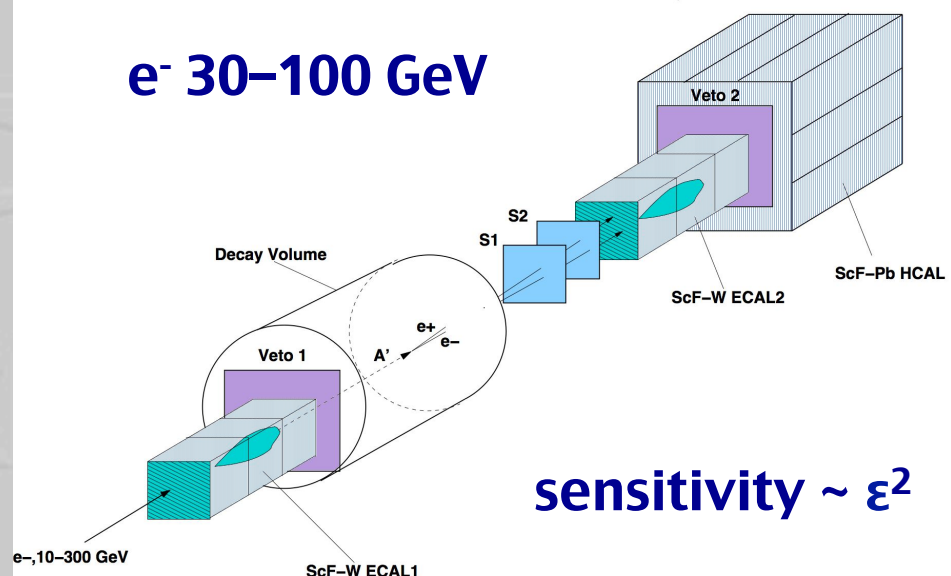 e⁻ 30–100 GeV
Veto 2
S2
S1
Decay Volume
ScF–Pb HCAL
ScF–W ECAL2
e+
e–
A'
Veto 1
sensitivity ~ ε²
e–,10–300 GeV
ScF–W ECAL1